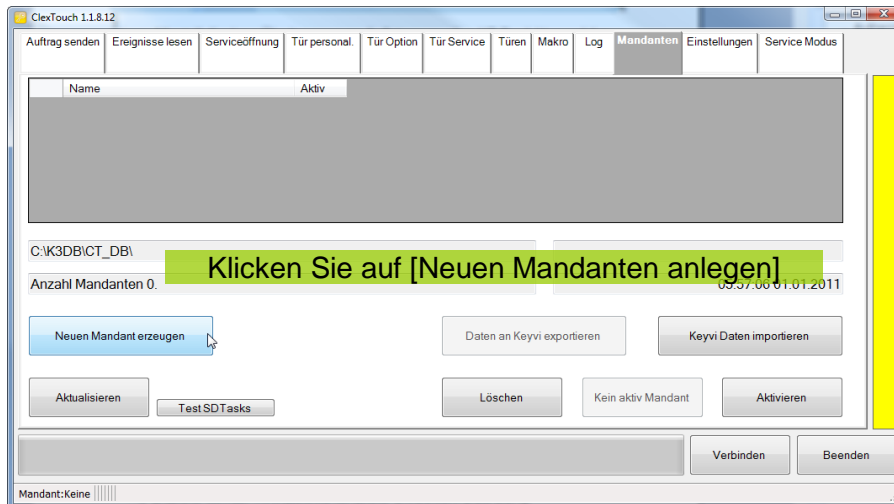 ClexTouch 1.1.8.12
Auftrag senden Ereignisse lesen Serviceöffnung Tür personal. Tür Option Tür Service Türen Makro Log Mandanten Einstellungen Service Modus
Name Aktiv
C:\K3DB\CT_DB\
Klicken Sie auf [Neuen Mandanten anlegen]
Anzahl Mandanten 0. 05:57:06 01.01.2011
Neuen Mandant erzeugen Daten an Keyvi exportieren Keyvi Daten importieren
Aktualisieren Test SDTasks Löschen Kein aktiv Mandant Aktivieren
Verbinden Beenden
Mandant:Keine